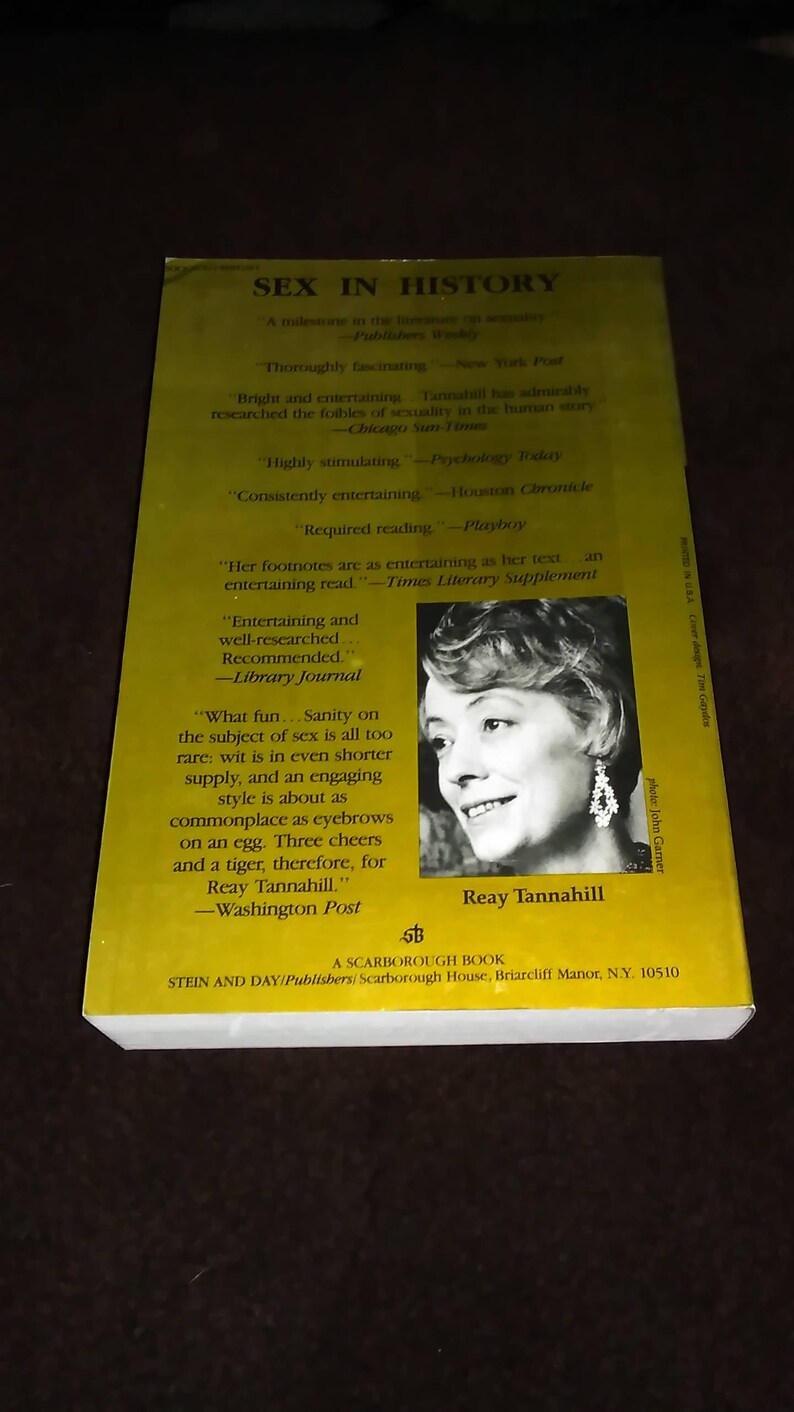 SEX IN HISTORY
"A milestone in the literature on sexuality."
—Publishers Weekly
"Thoroughly fascinating."—New York Post
"Bright and entertaining... Tannahill has admirably
researched the foibles of sexuality in the human story..."
—Chicago Sun-Times
"Highly stimulating."—Psychology Today
"Consistently entertaining."—Houston Chronicle
"Required reading."—Playboy
"Her footnotes are as entertaining as her text...an
entertaining read."—Times Literary Supplement
"Entertaining and
well-researched...
Recommended."
—Library Journal
"What fun...Sanity on
the subject of sex is all too
rare: wit is in even shorter
supply, and an engaging
style is about as
commonplace as eyebrows
on an egg. Three cheers
and a tiger, therefore, for
Reay Tannahill."
—Washington Post
photo: John Garner
Reay Tannahill
PRINTED IN U.S.A. Cover design: Tim Gaydos
sb
A SCARBOROUGH BOOK
STEIN AND DAY/Publishers/Scarborough House, Briarcliff Manor, N.Y. 10510